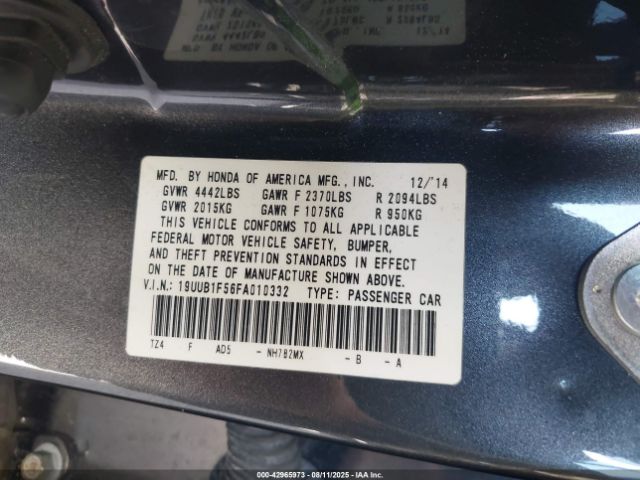 MFD. BY HONDA OF AMERICA MFG., INC. 12/'14
GVWR 4442LBS GAWR F 2370LBS R 2094LBS
GVWR 2015KG GAWR F 1075KG R 950KG
THIS VEHICLE CONFORMS TO ALL APPLICABLE
FEDERAL MOTOR VEHICLE SAFETY, BUMPER,
AND THEFT PREVENTION STANDARDS IN EFFECT
ON THE DATE OF MANUFACTURE SHOWN ABOVE.
V.I.N.: 19UUB1F56FA010332 TYPE: PASSENGER CAR
TZ4 F AD5 - NH782MX - B - A
000-42965973 - 08/11/2025 - IAA Inc.